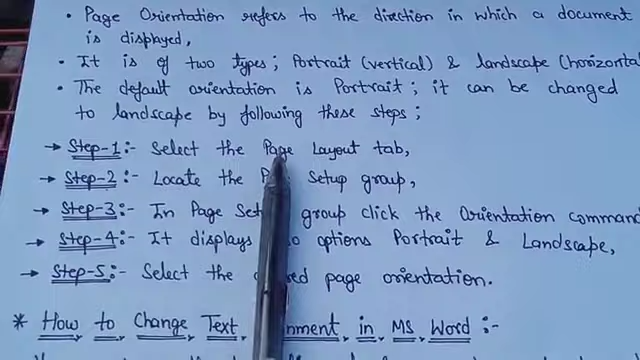 • Page Orientation refers to the direction in which a document
is displayed,
• It is of two types; Portrait (vertical) & landscape (horizontal
• The default orientation is Portrait; it can be changed
to landscape by following these steps;
→ Step-1:- Select the Page Layout tab,
→ Step-2:- Locate the Setup group,
→ Step-3:- In Page group click the Orientation command
→ Step-4:- It displays options Portrait & Landscape,
→ Step-5:- Select the page orientation.
* How to Change Text in MS Word :-